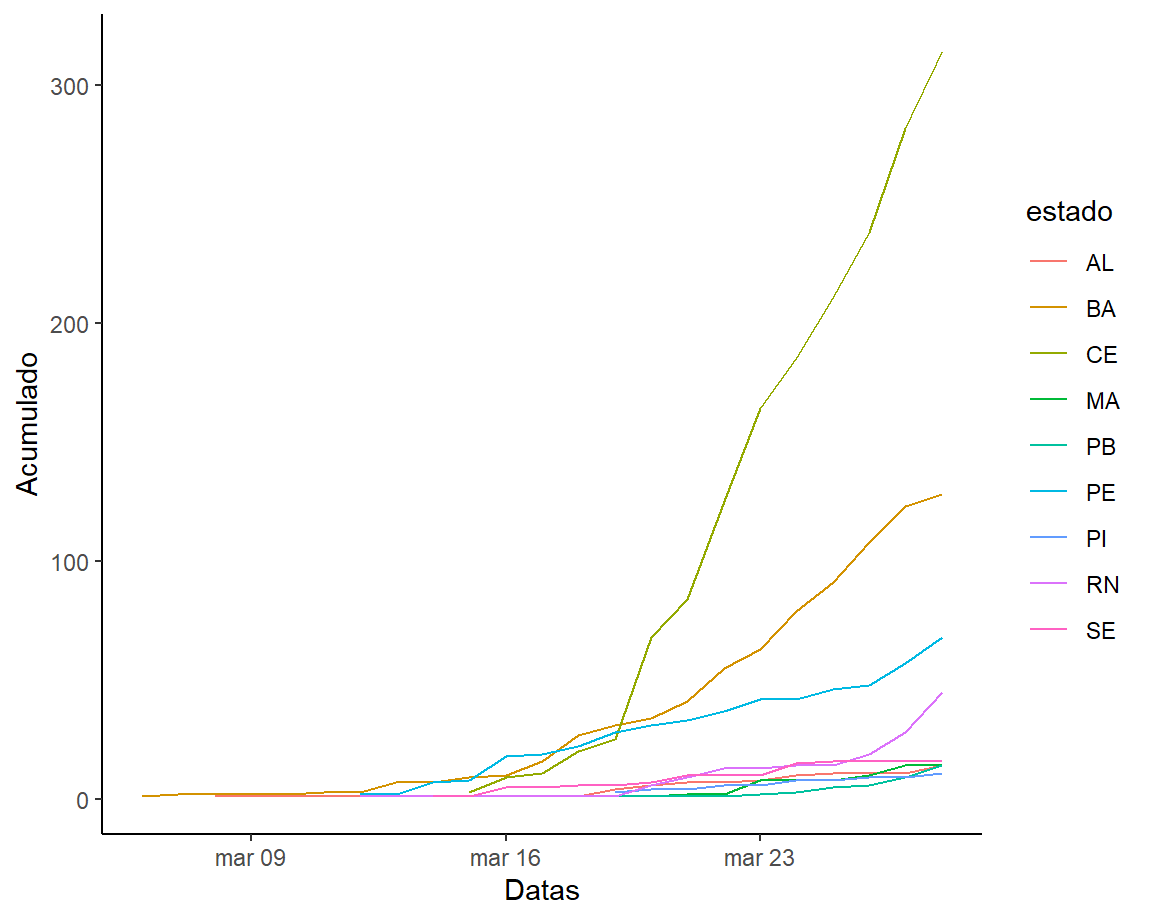 300
200
100
0
Acumulado
mar 09
mar 16
mar 23
Datas
estado
AL
BA
CE
MA
PB
PE
PI
RN
SE